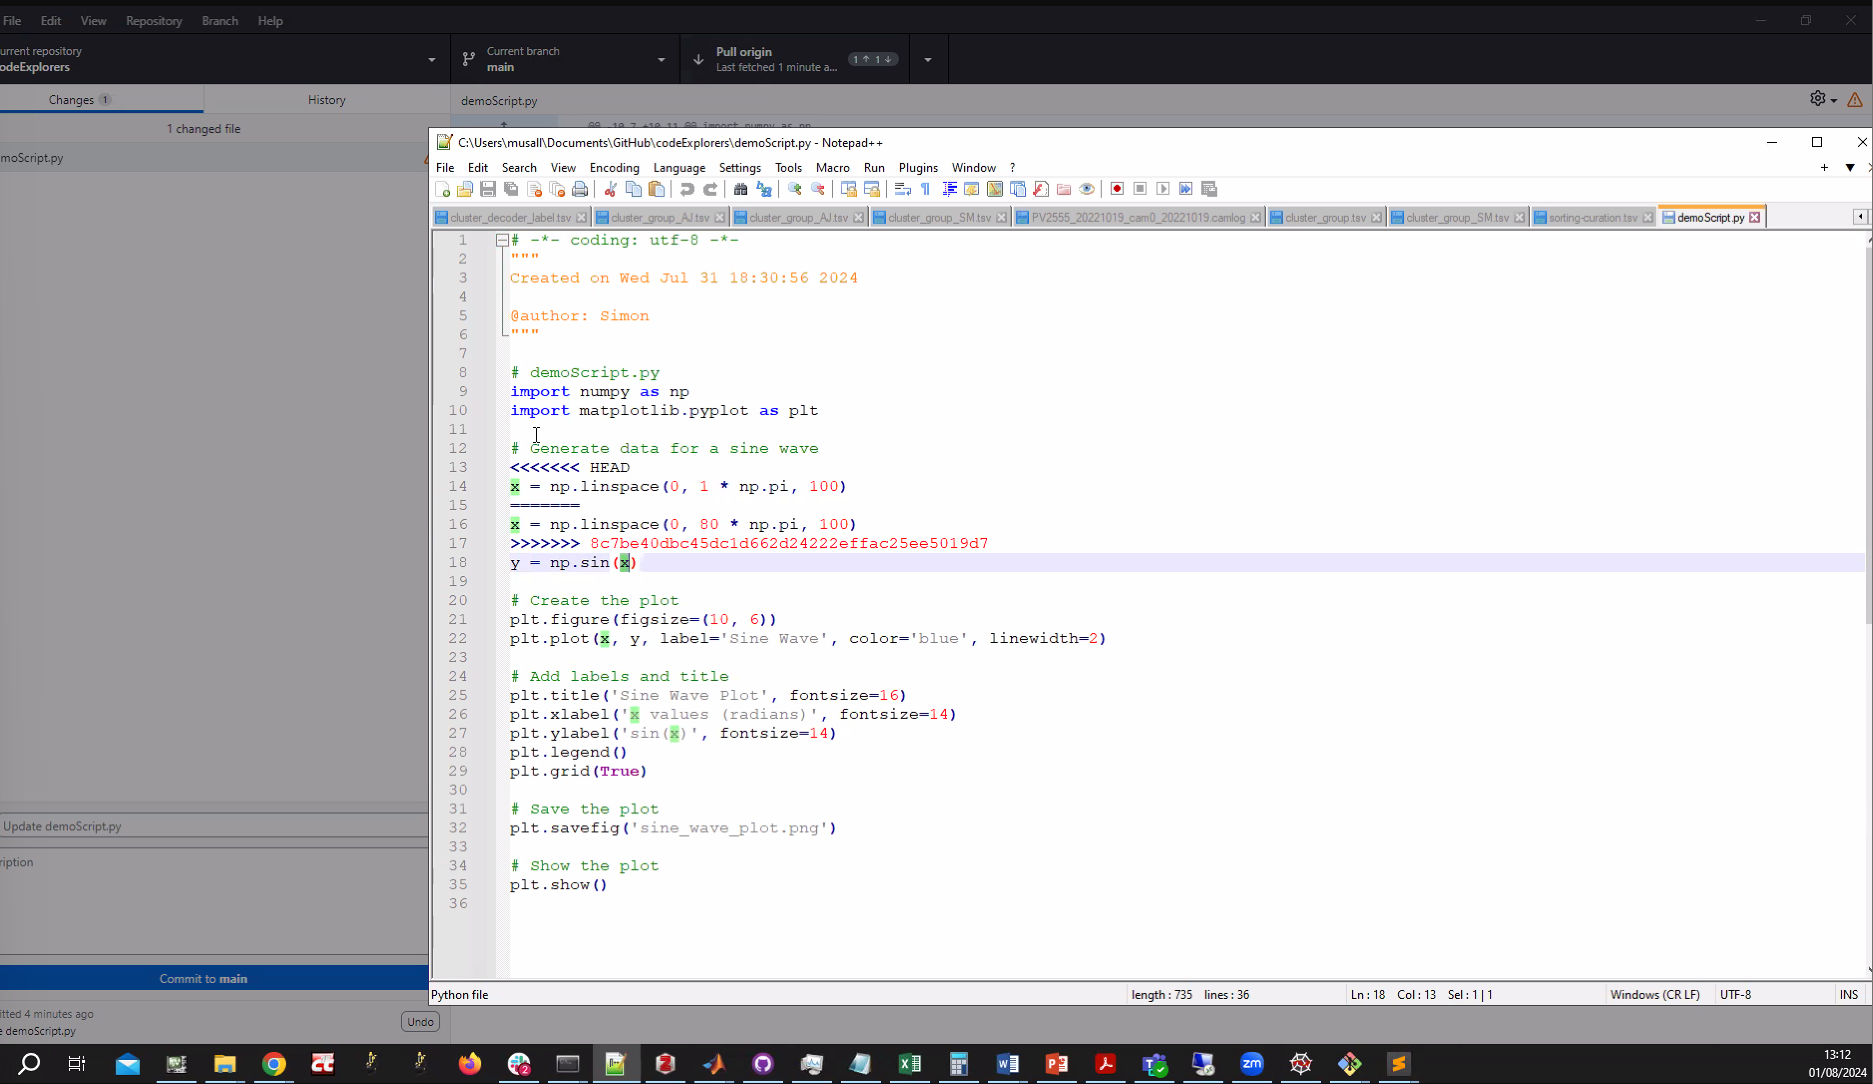 File Edit View Repository Branch Help
urrent repository
odeExplorers
Current branch
main
Pull origin
Last fetched 1 minute a...
1 1
Changes 1
History
demoScript.py
1 changed file
moScript.py
C:\Users\musall\Documents\GitHub\codeExplorers\demoScript.py - Notepad++
File Edit Search View Encoding Language Settings Tools Macro Run Plugins Window ?
cluster_decoder_label.tsv cluster_group_AJ.tsv cluster_group_AJ.tsv cluster_group_SM.tsv PV2555_20221019_cam0_20221019.camlog cluster_group.tsv cluster_group_SM.tsv sorting-curation.tsv demoScript.py
1 # -*- coding: utf-8 -*-
2 """
3 Created on Wed Jul 31 18:30:56 2024
4
5 @author: Simon
6 """
7
8 # demoScript.py
9 import numpy as np
10 import matplotlib.pyplot as plt
11
12 # Generate data for a sine wave
13 <<<<<<< HEAD
14 x = np.linspace(0, 1 * np.pi, 100)
15 =======
16 x = np.linspace(0, 80 * np.pi, 100)
17 >>>>>>> 8c7be40dbc45dc1d662d24222effac25ee5019d7
18 y = np.sin(x)
19
20 # Create the plot
21 plt.figure(figsize=(10, 6))
22 plt.plot(x, y, label='Sine Wave', color='blue', linewidth=2)
23
24 # Add labels and title
25 plt.title('Sine Wave Plot', fontsize=16)
26 plt.xlabel('x values (radians)', fontsize=14)
27 plt.ylabel('sin(x)', fontsize=14)
28 plt.legend()
29 plt.grid(True)
30
31 # Save the plot
32 plt.savefig('sine_wave_plot.png')
33
34 # Show the plot
35 plt.show()
36
Update demoScript.py
ription
Commit to main
itted 4 minutes ago
e demoScript.py
Undo
Python file
length : 735 lines : 36
Ln : 18 Col : 13 Sel : 1 | 1
Windows (CR LF)
UTF-8
INS
13:12
01/08/2024